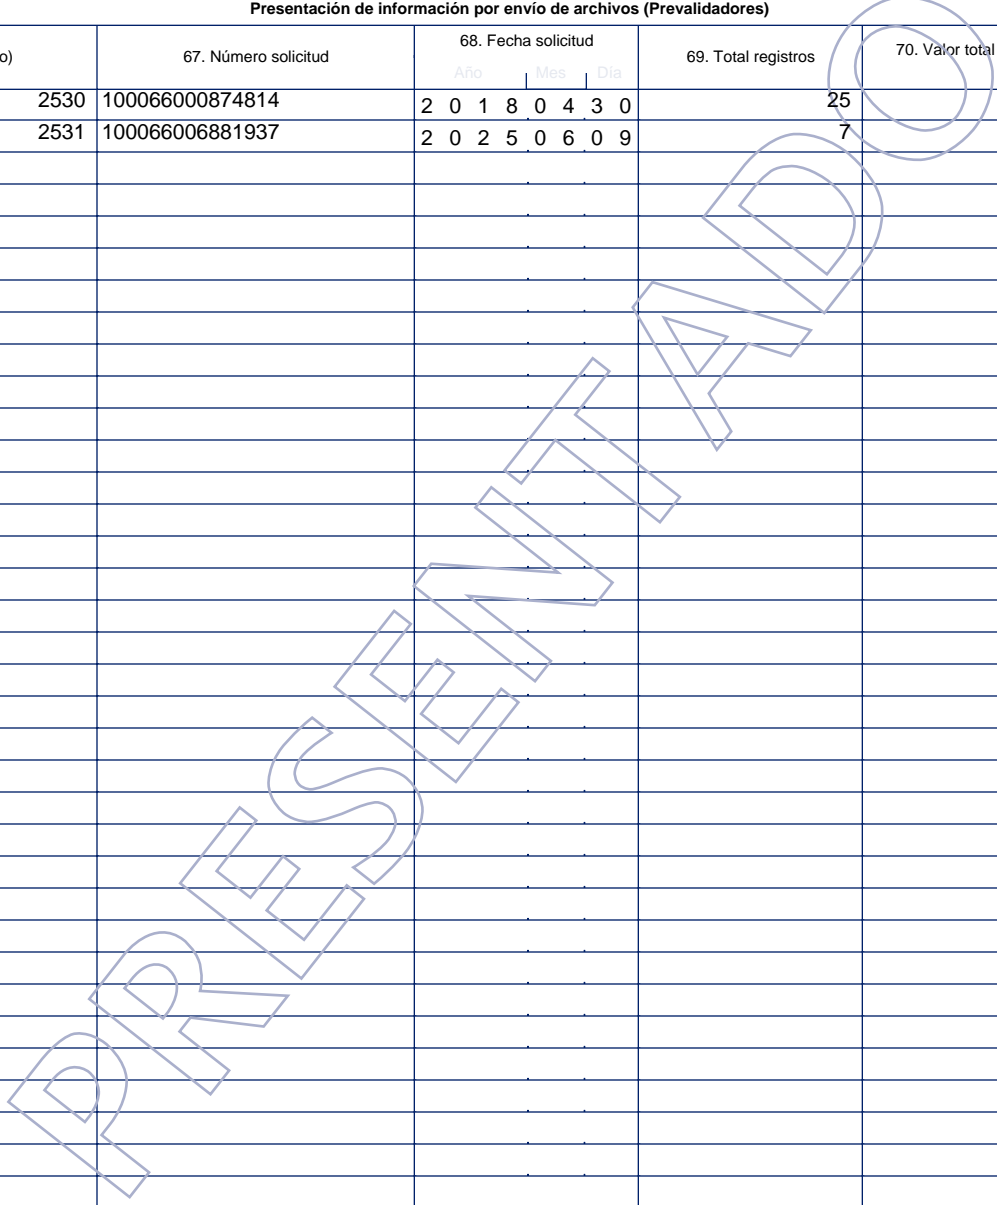 Presentación de información por envío de archivos (Prevalidadores)
o) 67. Número solicitud 68. Fecha solicitud 69. Total registros 70. Valor total
Año Mes Día
2530 100066000874814 2 0 1 8 0 4 3 0 25
2531 100066006881937 2 0 2 5 0 6 0 9 7
PRESENTADO